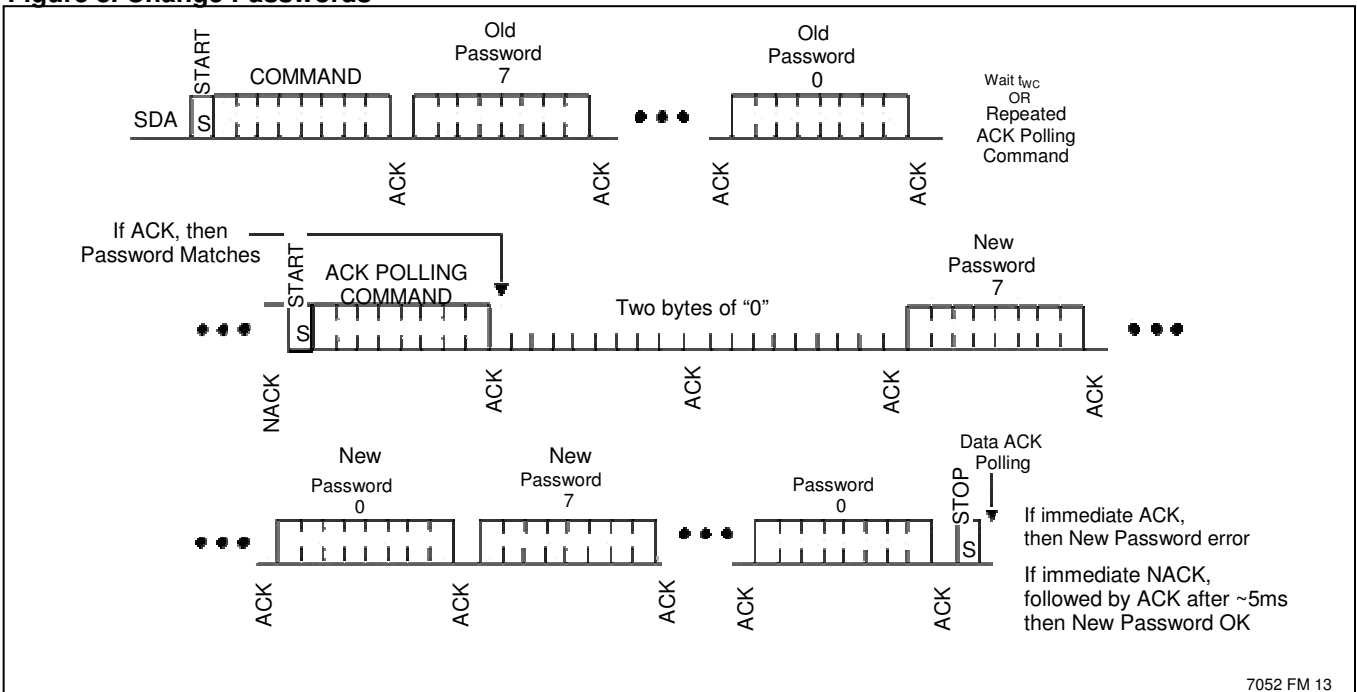 Figure 8. Change Passwords
START
COMMAND
Old
Password
7
Old
Password
0
Wait tWC
OR
Repeated
ACK Polling
Command
SDA
S
ACK
ACK
ACK
ACK
If ACK, then
Password Matches
START
ACK POLLING
COMMAND
Two bytes of “0”
New
Password
7
S
NACK
ACK
ACK
ACK
ACK
New
Password
0
New
Password
7
Password
0
STOP
Data ACK
Polling
S
If immediate ACK,
then New Password error
If immediate NACK,
followed by ACK after ~5ms
then New Password OK
ACK
ACK
ACK
ACK
ACK
7052 FM 13